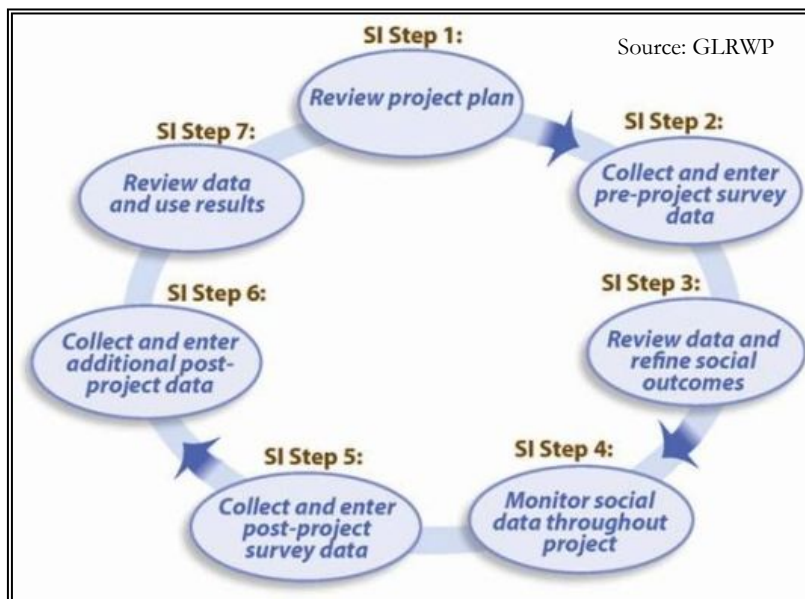 Source: GLRWP
SI Step 1:
Review project plan
SI Step 2:
Collect and enter
pre-project survey
data
SI Step 3:
Review data and
refine social
outcomes
SI Step 4:
Monitor social
data throughout
project
SI Step 5:
Collect and enter
post-project
survey data
SI Step 6:
Collect and enter
additional post-
project data
SI Step 7:
Review data
and use results